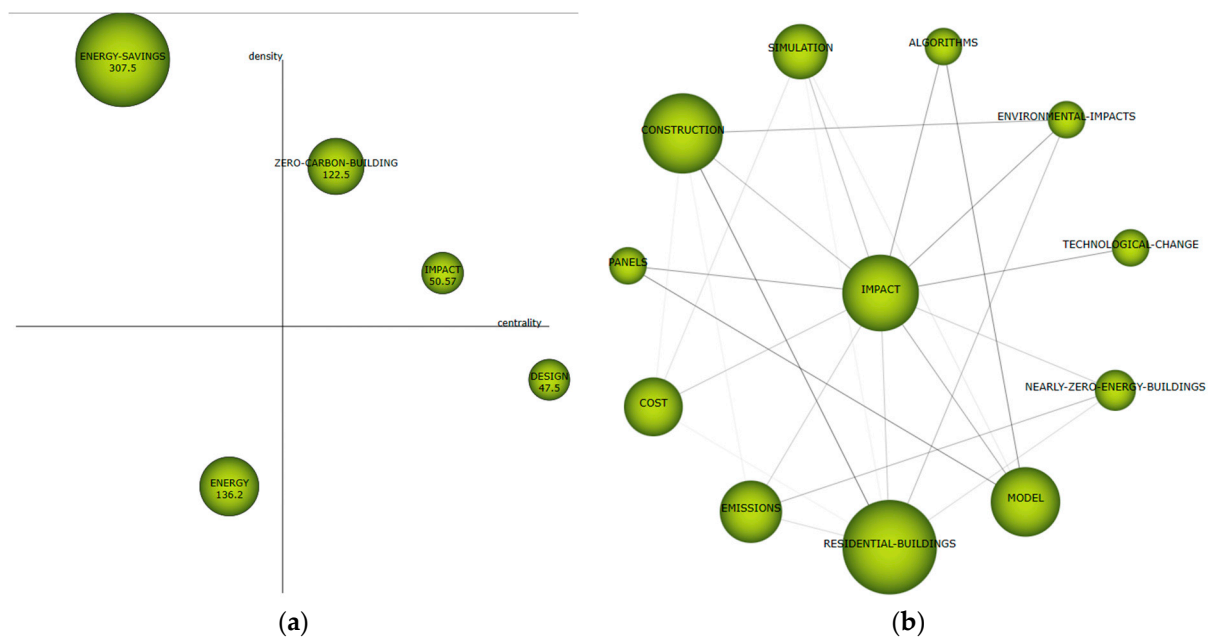 ENERGY-SAVINGS
307.5
density
ZERO-CARBON-BUILDING
122.5
IMPACT
50.57
centrality
DESIGN
47.5
ENERGY
136.2
(a)
SIMULATION
ALGORITHMS
ENVIRONMENTAL-IMPACTS
CONSTRUCTION
TECHNOLOGICAL-CHANGE
PANELS
IMPACT
NEARLY-ZERO-ENERGY-BUILDINGS
COST
MODEL
EMISSIONS
RESIDENTIAL-BUILDINGS
(b)